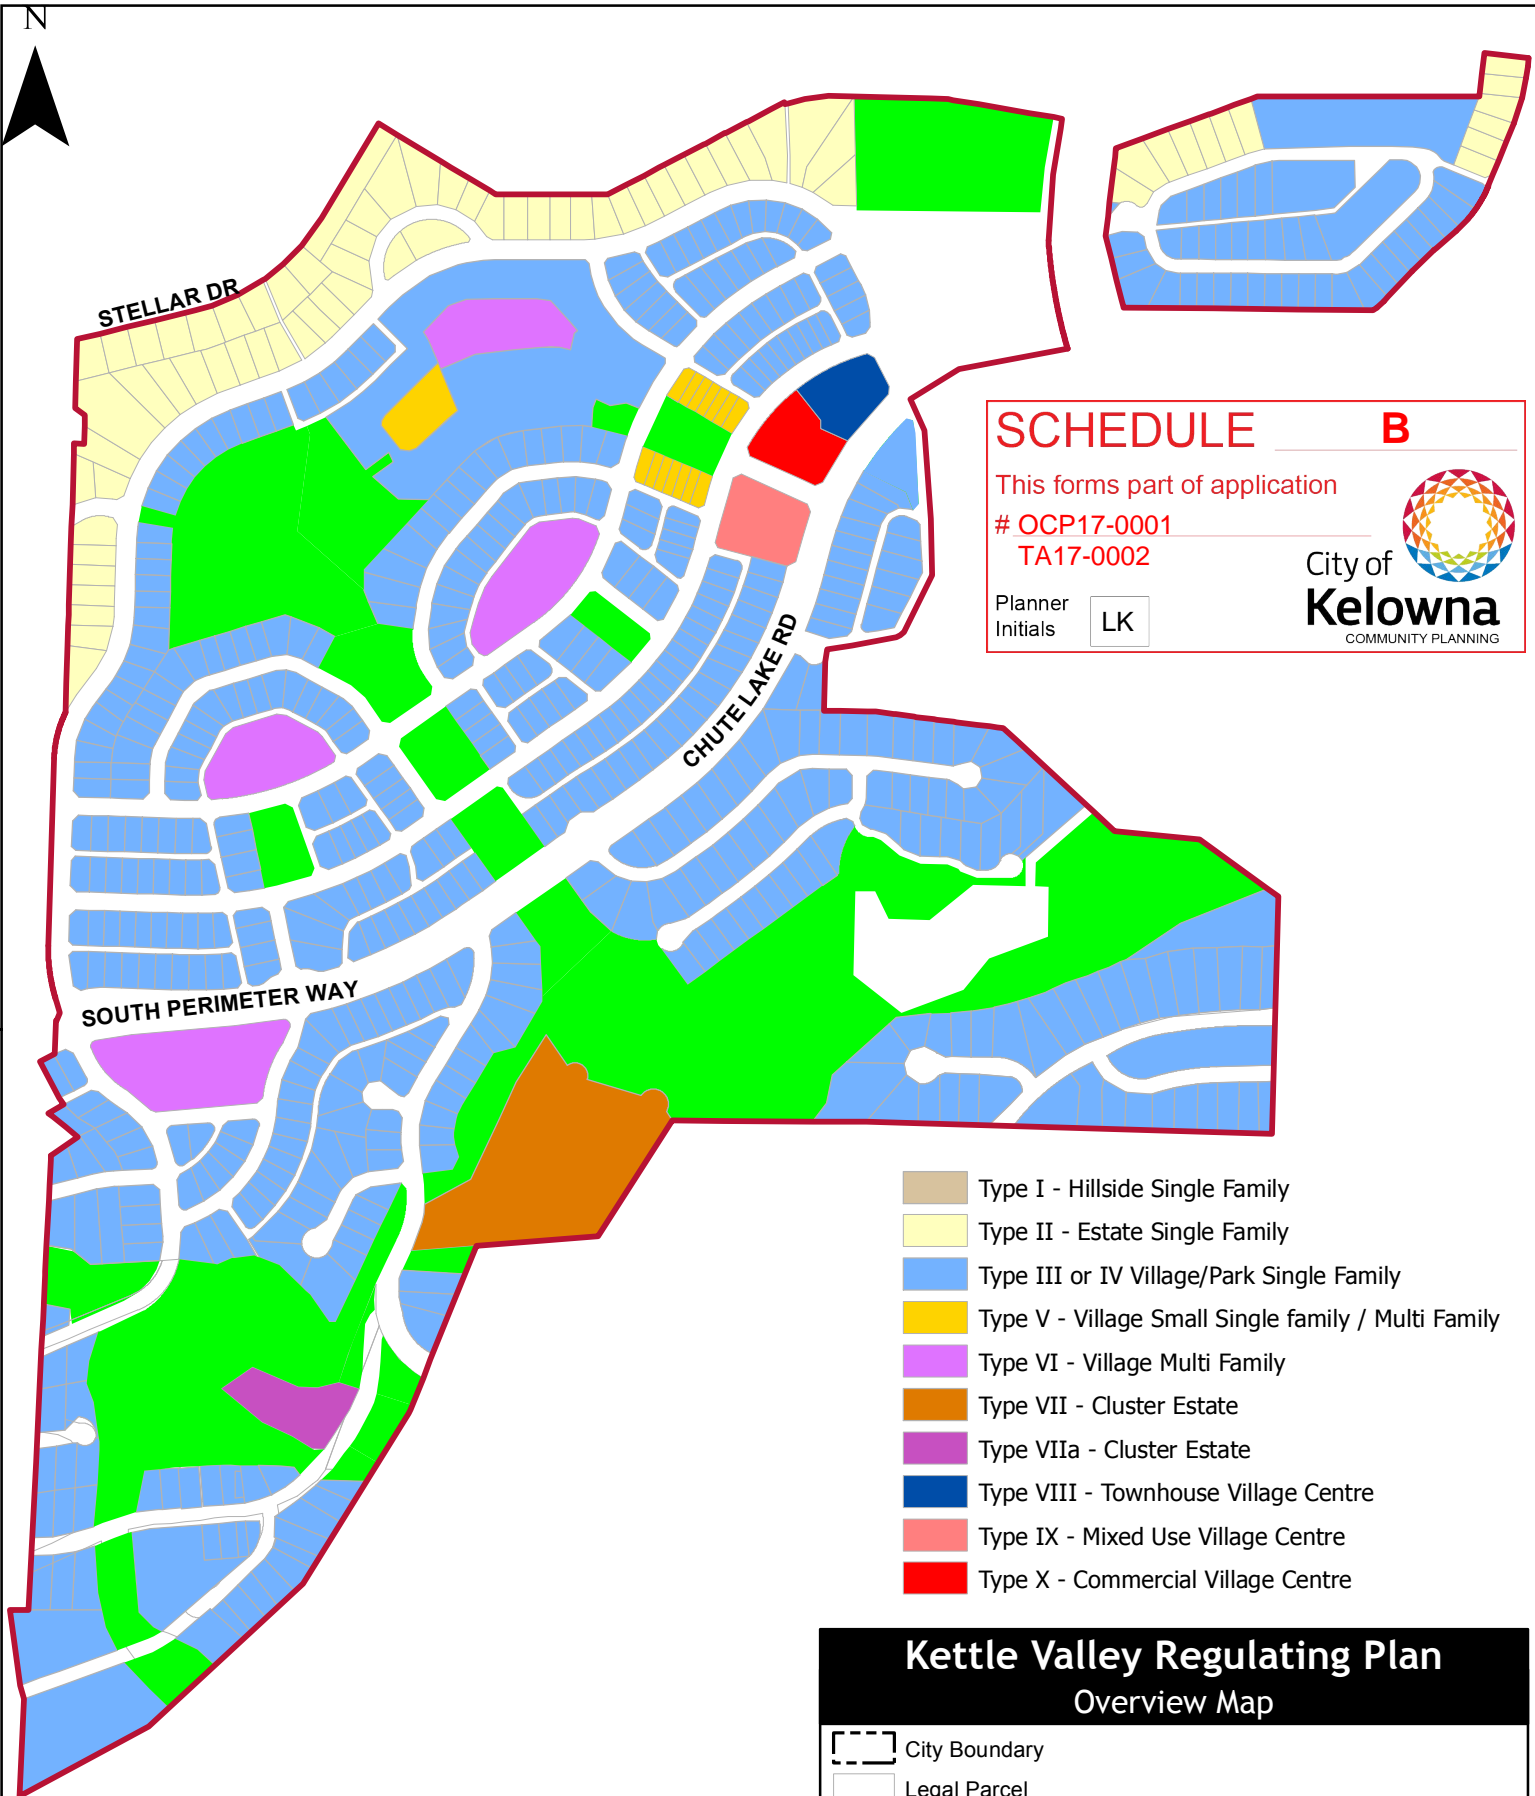 N
STELLAR DR
SCHEDULE B
This forms part of application
# OCP17-0001
TA17-0002
Planner
Initials
LK
City of
Kelowna
COMMUNITY PLANNING
CHUTE LAKE RD
SOUTH PERIMETER WAY
Type I - Hillside Single Family
Type II - Estate Single Family
Type III or IV Village/Park Single Family
Type V - Village Small Single family / Multi Family
Type VI - Village Multi Family
Type VII - Cluster Estate
Type VIIa - Cluster Estate
Type VIII - Townhouse Village Centre
Type IX - Mixed Use Village Centre
Type X - Commercial Village Centre
Kettle Valley Regulating Plan
Overview Map
City Boundary
Legal Parcel